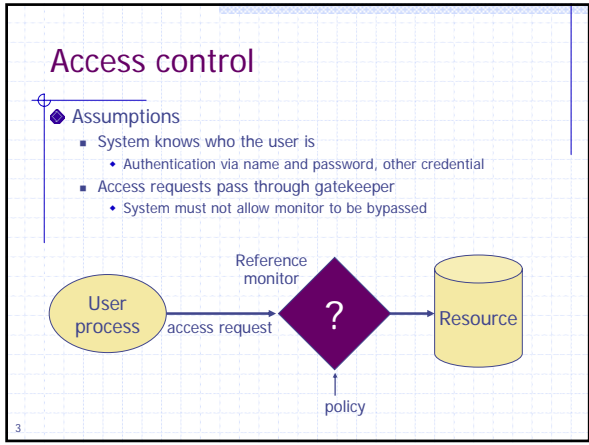 Access control
Assumptions
System knows who the user is
Authentication via name and password, other credential
Access requests pass through gatekeeper
System must not allow monitor to be bypassed
Reference
monitor
User
process
access request
?
Resource
policy
3